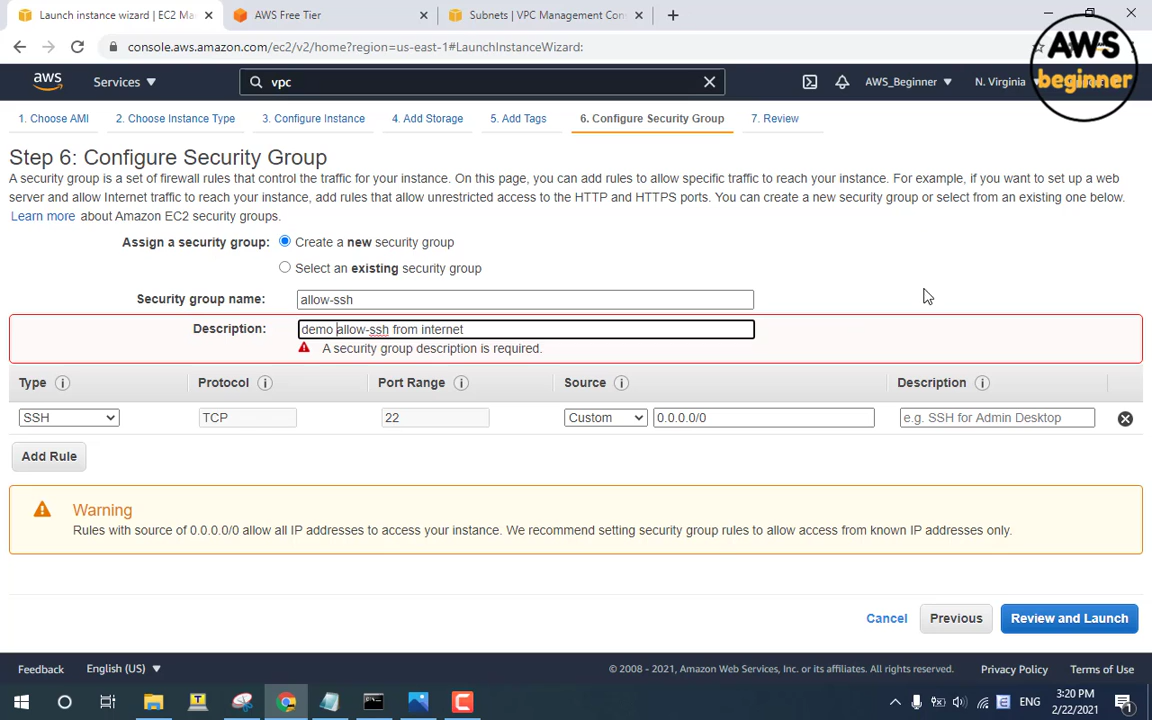 Launch instance wizard | EC2 Ma
AWS Free Tier
Subnets | VPC Management Con
console.aws.amazon.com/ec2/v2/home?region=us-east-1#LaunchInstanceWizard:
AWS
beginner
aws
Services
vpc
AWS_Beginner
N. Virginia
1. Choose AMI
2. Choose Instance Type
3. Configure Instance
4. Add Storage
5. Add Tags
6. Configure Security Group
7. Review
Step 6: Configure Security Group
A security group is a set of firewall rules that control the traffic for your instance. On this page, you can add rules to allow specific traffic to reach your instance. For example, if you want to set up a web
server and allow Internet traffic to reach your instance, add rules that allow unrestricted access to the HTTP and HTTPS ports. You can create a new security group or select from an existing one below.
Learn more about Amazon EC2 security groups.
Assign a security group:
Create a new security group
Select an existing security group
Security group name:
allow-ssh
Description:
demo allow-ssh from internet
A security group description is required.
Type
Protocol
Port Range
Source
Description
SSH
TCP
22
Custom
0.0.0.0/0
e.g. SSH for Admin Desktop
Add Rule
Warning
Rules with source of 0.0.0.0/0 allow all IP addresses to access your instance. We recommend setting security group rules to allow access from known IP addresses only.
Cancel
Previous
Review and Launch
Feedback
English (US)
© 2008 - 2021, Amazon Web Services, Inc. or its affiliates. All rights reserved.
Privacy Policy
Terms of Use
ENG
3:20 PM
2/22/2021
1